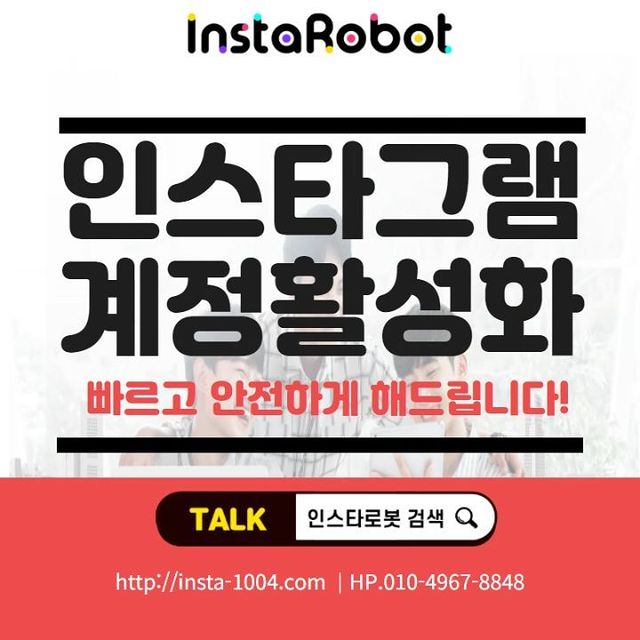 InstaRobot
인스타그램
계정활성화
빠르고 안전하게 해드립니다!
TALK 인스타로봇 검색
http://insta-1004.com | HP.010-4967-8848